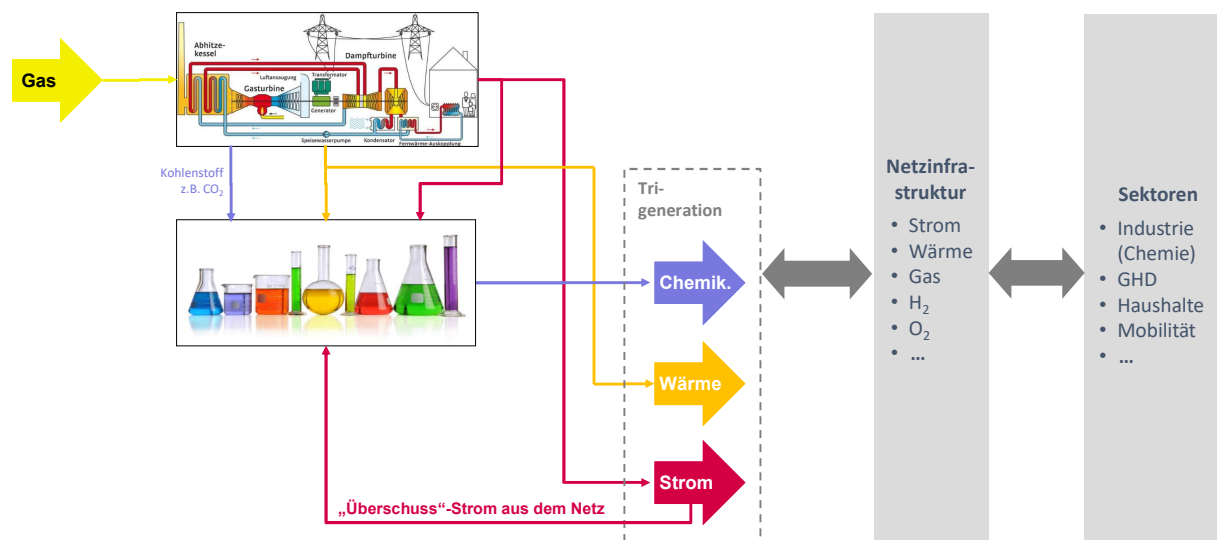 Gas
Abhitze-
kessel
Luftansaugung
Gasturbine
Transformator
Generator
Dampfturbine
Speisewasserpumpe
Kondensator
Fernwärme-Auskopplung
Kohlenstoff
z.B. CO₂
Tri-
generation
Chemik.
Wärme
Strom
„Überschuss“-Strom aus dem Netz
Netzinfra-
struktur
• Strom
• Wärme
• Gas
• H₂
• O₂
• ...
Sektoren
• Industrie
(Chemie)
• GHD
• Haushalte
• Mobilität
• ...